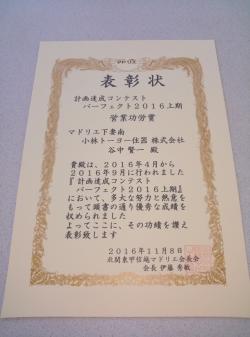 表彰状
計画達成コンテスト
パーフェクト2016上期
営業功労賞
マドリエ下妻南
小林トーヨー住器 株式会社
谷中 賢一 殿
貴殿は、2016年4月から
2016年9月に行われました
『計画達成コンテスト
パーフェクト2016上期』
において、多大な努力と熱意を
もって頭書の通り優秀な成績を
収められました
よってここに、その功績を讃え
表彰致します
2016年11月8日
北関東甲信越マドリエ会長会
会長 伊藤 秀敏